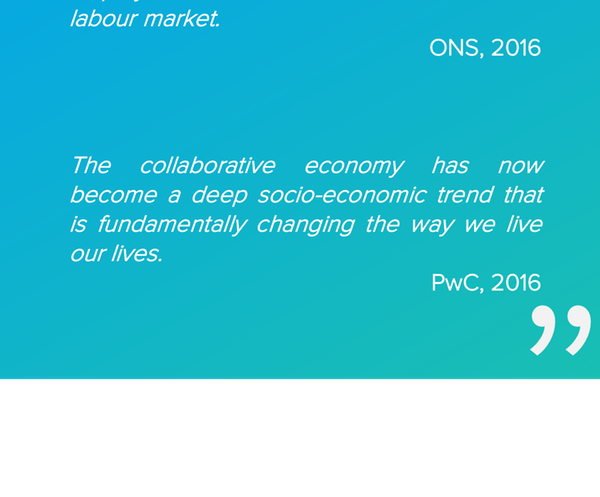 labour market.
ONS, 2016
The collaborative economy has now
become a deep socio-economic trend that
is fundamentally changing the way we live
our lives.
PwC, 2016
”